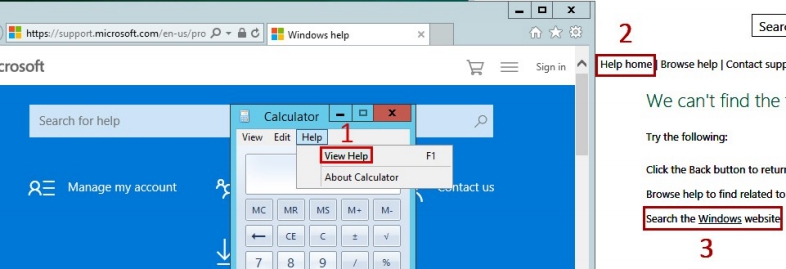 https://support.microsoft.com/en-us/pro
Windows help
crosoft
Sign in
Search for help
Calculator
View Edit Help
1
View Help F1
About Calculator
Manage my account
Contact us
MC MR MS M+ M-
← CE C ± √
7 8 9 / %
2
Sear
Help home | Browse help | Contact supp
We can't find the
Try the following:
Click the Back button to return
Browse help to find related to
Search the Windows website
3